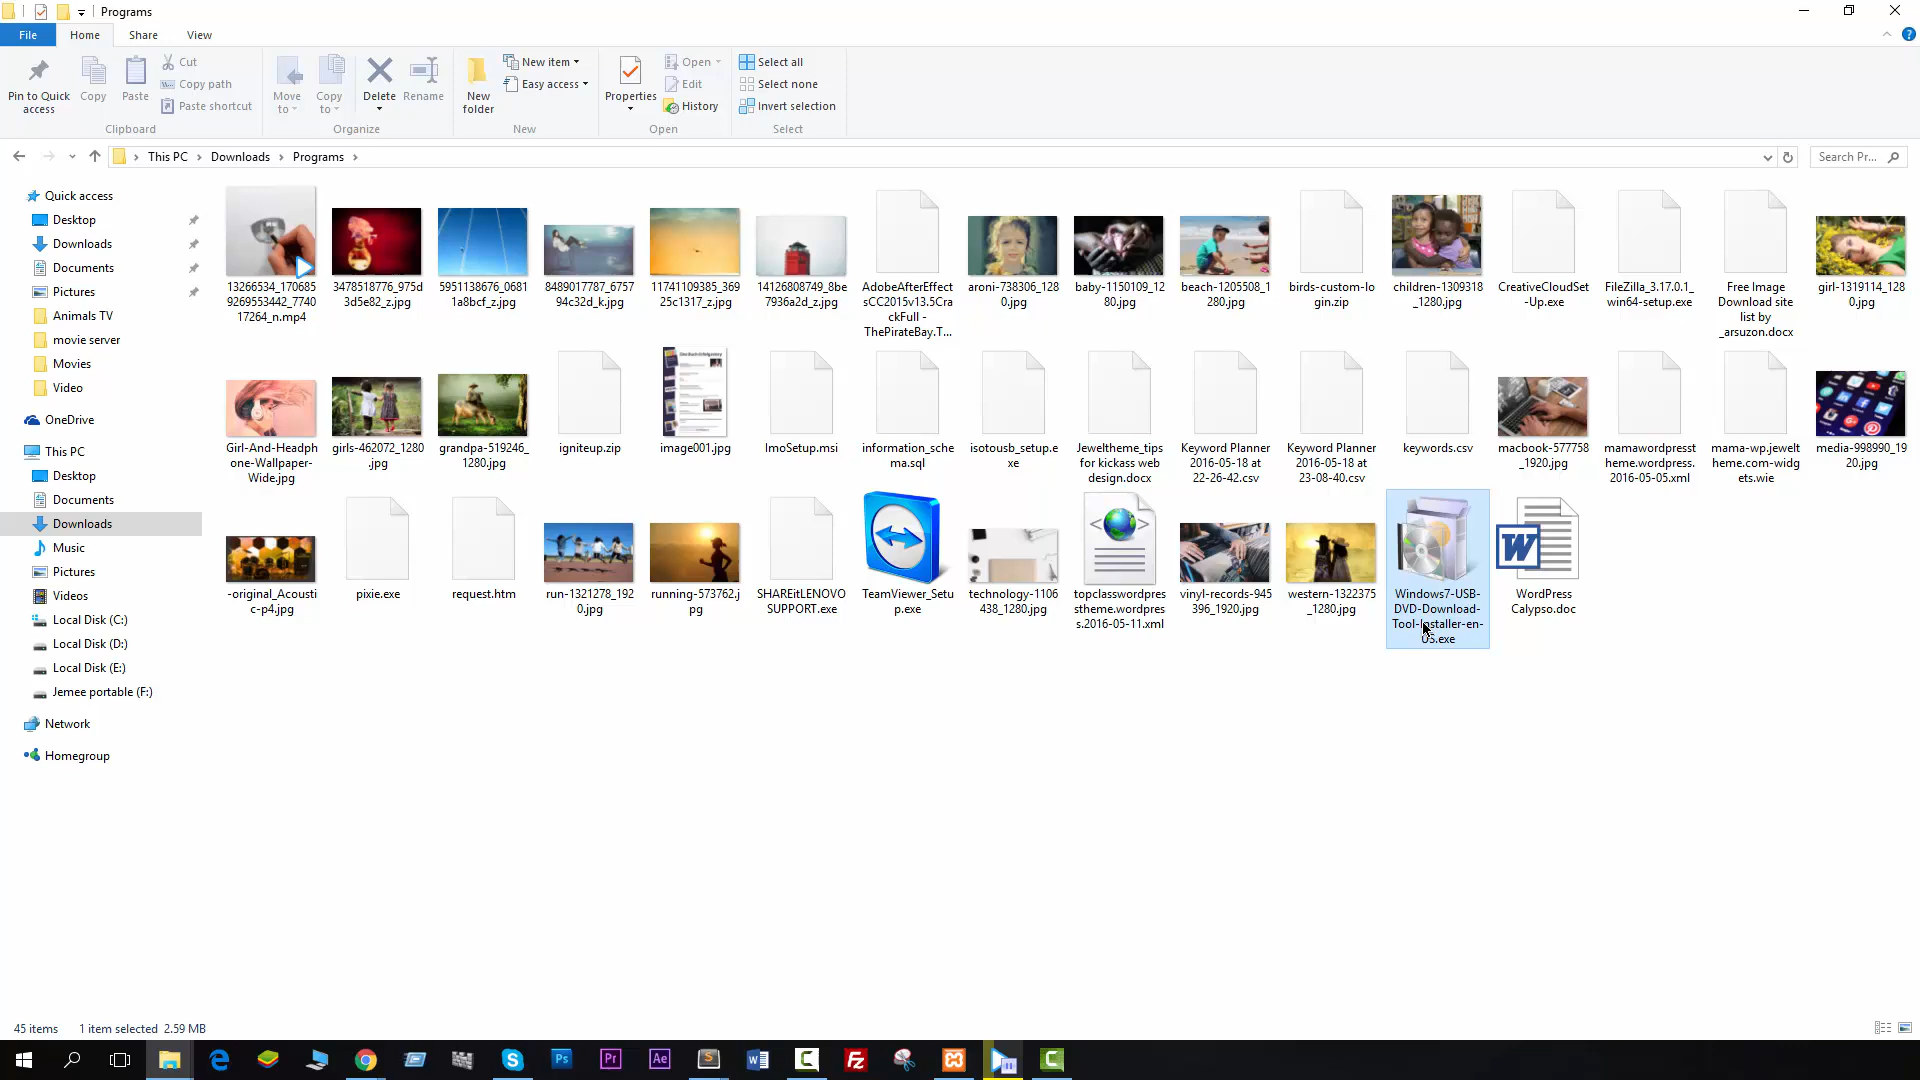 Programs
File
Home
Share
View
Pin to Quick
access
Copy
Paste
Cut
Copy path
Paste shortcut
Clipboard
Move
to
Copy
to
Delete
Rename
Organize
New
folder
New item
Easy access
New
Properties
Open
Edit
History
Open
Select all
Select none
Invert selection
Select
This PC
Downloads
Programs
Search Pr...
Quick access
Desktop
Downloads
Documents
Pictures
Animals TV
movie server
Movies
Video
OneDrive
This PC
Desktop
Documents
Downloads
Music
Pictures
Videos
Local Disk (C:)
Local Disk (D:)
Local Disk (E:)
Jemee portable (F:)
Network
Homegroup
13266534_170685
9269553442_7740
17264_n.mp4
3478518776_975d
3d5e82_z.jpg
5951138676_0681
1a8bcf_z.jpg
8489017787_6757
94c32d_k.jpg
11741109385_369
25c1317_z.jpg
14126808749_8be
7936a2d_z.jpg
AdobeAfterEffect
sCC2015v13.5Cra
ckFull -
ThePirateBay.T...
aroni-738306_128
0.jpg
baby-1150109_12
80.jpg
beach-1205508_1
280.jpg
birds-custom-lo
gin.zip
children-1309318
_1280.jpg
CreativeCloudSet
-Up.exe
FileZilla_3.17.0.1_
win64-setup.exe
Free Image
Download site
list by
_arsuzon.docx
girl-1319114_128
0.jpg
Girl-And-Headph
one-Wallpaper-
Wide.jpg
girls-462072_1280
.jpg
grandpa-519246_
1280.jpg
igniteup.zip
image001.jpg
ImoSetup.msi
information_sche
ma.sql
isotousb_setup.e
xe
Jeweltheme_tips
for kickass web
design.docx
Keyword Planner
2016-05-18 at
22-26-42.csv
Keyword Planner
2016-05-18 at
23-08-40.csv
keywords.csv
macbook-577758
_1920.jpg
mamawordpresst
heme.wordpress.
2016-05-05.xml
mama-wp.jewelt
heme.com-widg
ets.wie
media-998990_19
20.jpg
-original_Acousti
c-p4.jpg
pixie.exe
request.htm
run-1321278_192
0.jpg
running-573762.j
pg
SHAREitLENOVO
SUPPORT.exe
TeamViewer_Setu
p.exe
technology-1106
438_1280.jpg
topclasswordpres
stheme.wordpres
s.2016-05-11.xml
vinyl-records-945
396_1920.jpg
western-1322375
_1280.jpg
Windows7-USB-
DVD-Download-
Tool-Installer-en-
US.exe
WordPress
Calypso.doc
45 items
1 item selected 2.59 MB
Ps
Pr
Ae